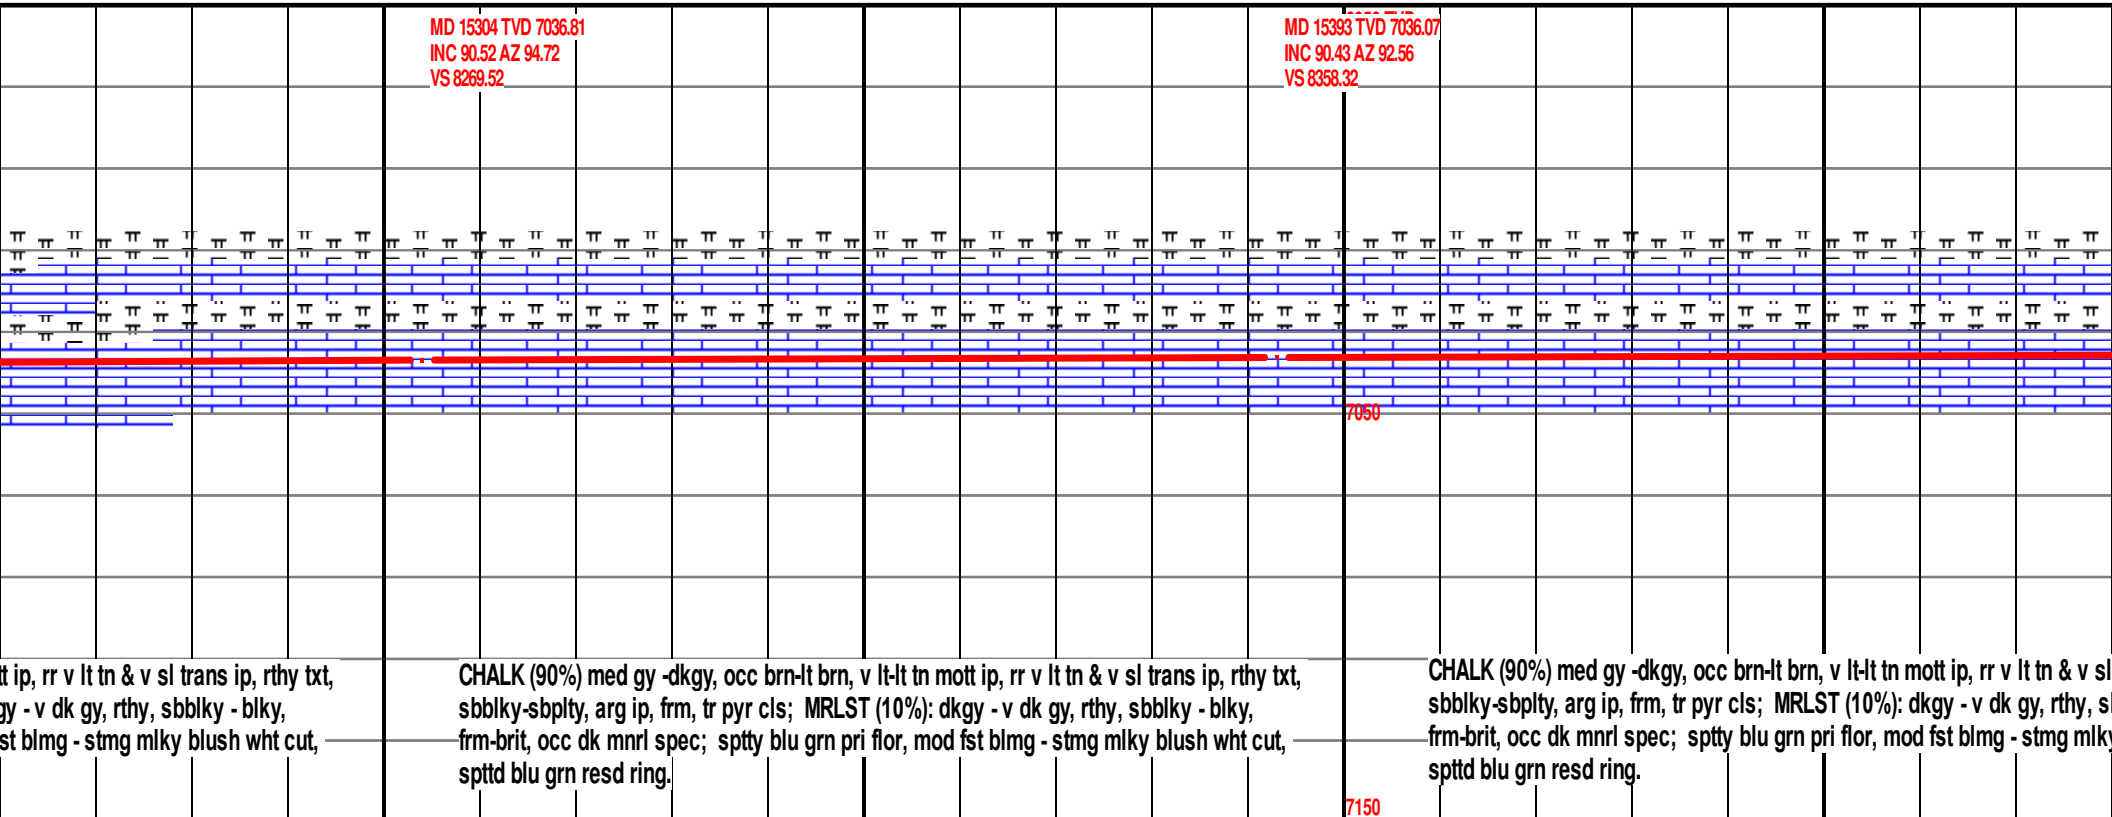 MD 15304 TVD 7036.81
INC 90.52 AZ 94.72
VS 8269.52
MD 15393 TVD 7036.07
INC 90.43 AZ 92.56
VS 8358.32
7050
tt ip, rr v lt tn & v sl trans ip, rthy txt,
gy - v dk gy, rthy, sbblky - blky,
st blmg - stmg mlky blush wht cut,
CHALK (90%) med gy -dkgy, occ brn-lt brn, v lt-lt tn mott ip, rr v lt tn & v sl trans ip, rthy txt,
sbblky-sbplty, arg ip, frm, tr pyr cls;  MRLST (10%): dkgy - v dk gy, rthy, sbblky - blky,
frm-brit, occ dk mnrl spec;  sptty blu grn pri flor, mod fst blmg - stmg mlky blush wht cut,
spttd blu grn resd ring.
CHALK (90%) med gy -dkgy, occ brn-lt brn, v lt-lt tn mott ip, rr v lt tn & v sl
sbblky-sbplty, arg ip, frm, tr pyr cls;  MRLST (10%): dkgy - v dk gy, rthy, sl
frm-brit, occ dk mnrl spec;  sptty blu grn pri flor, mod fst blmg - stmg mlky
spttd blu grn resd ring.
7150